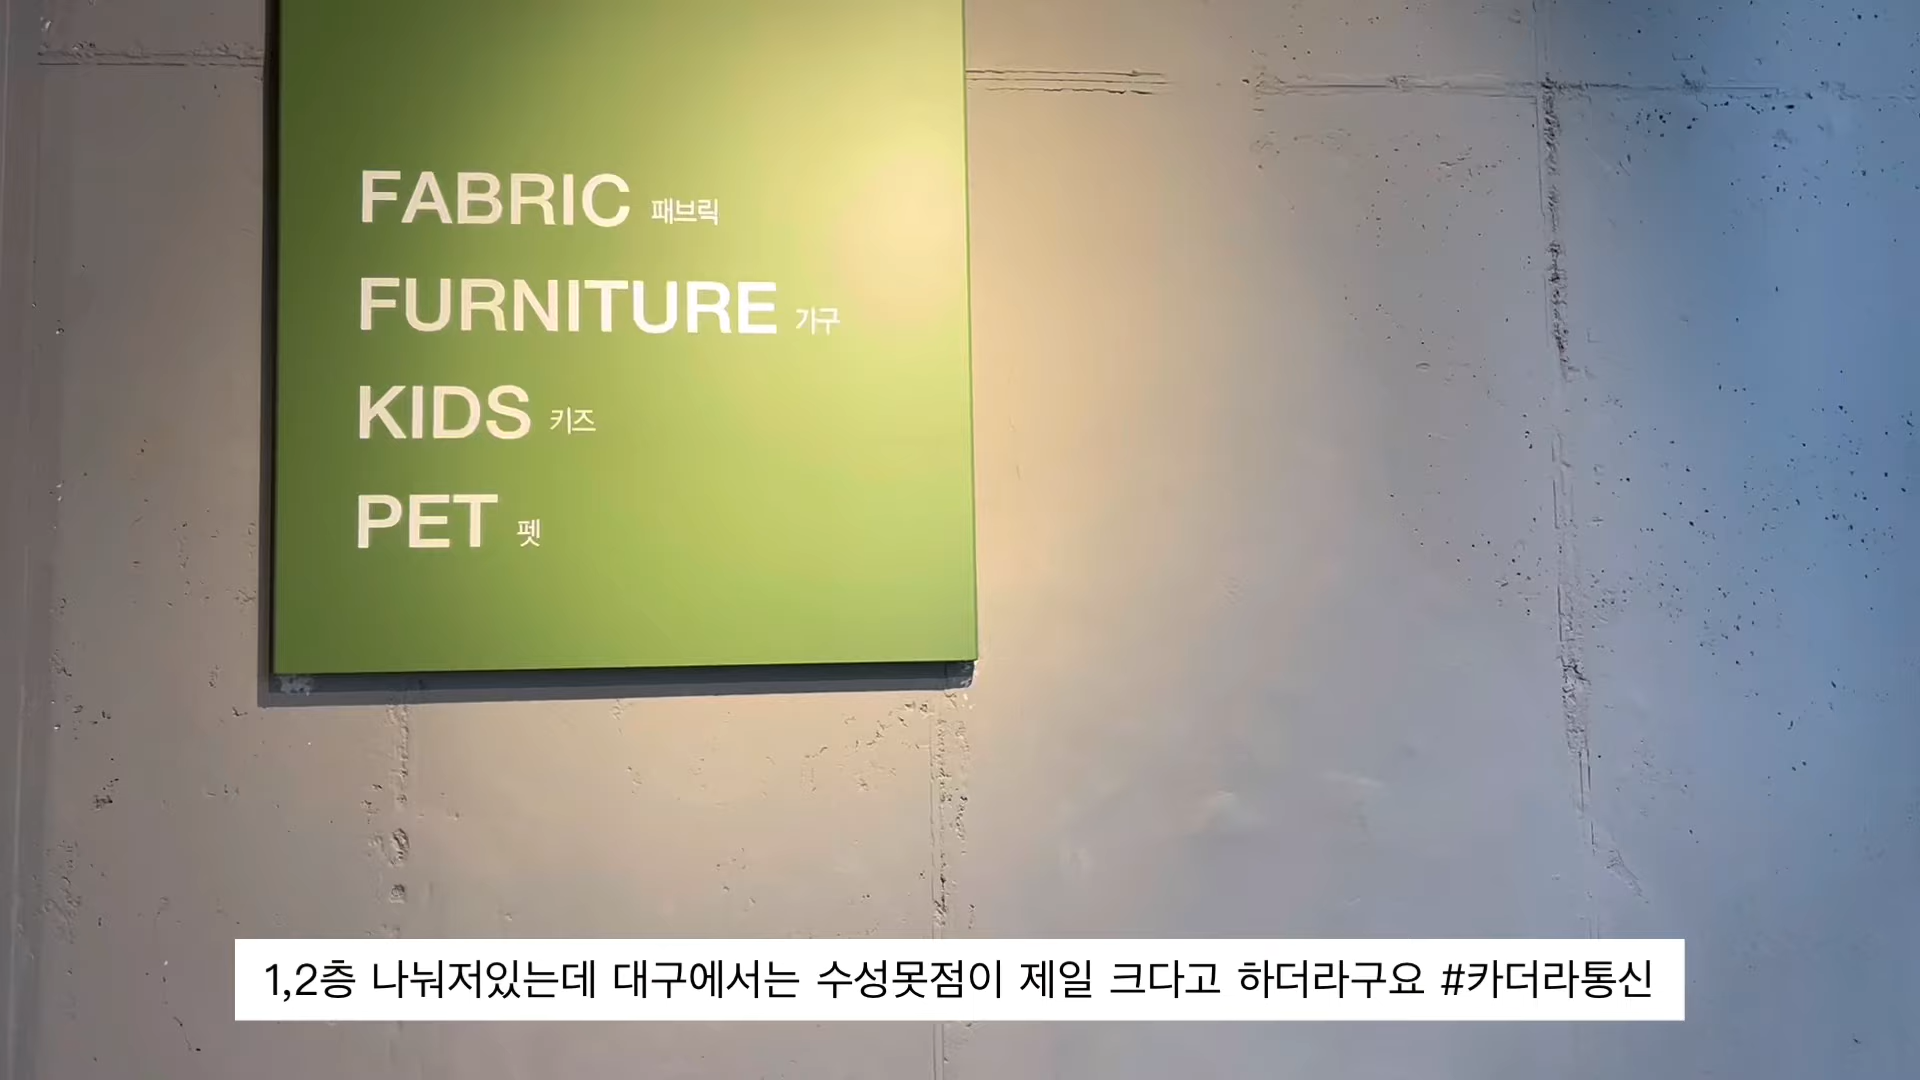 FABRIC 패브릭
FURNITURE 가구
KIDS 키즈
PET 펫
1,2층 나눠저있는데 대구에서는 수성못점이 제일 크다고 하더라구요 #카더라통신